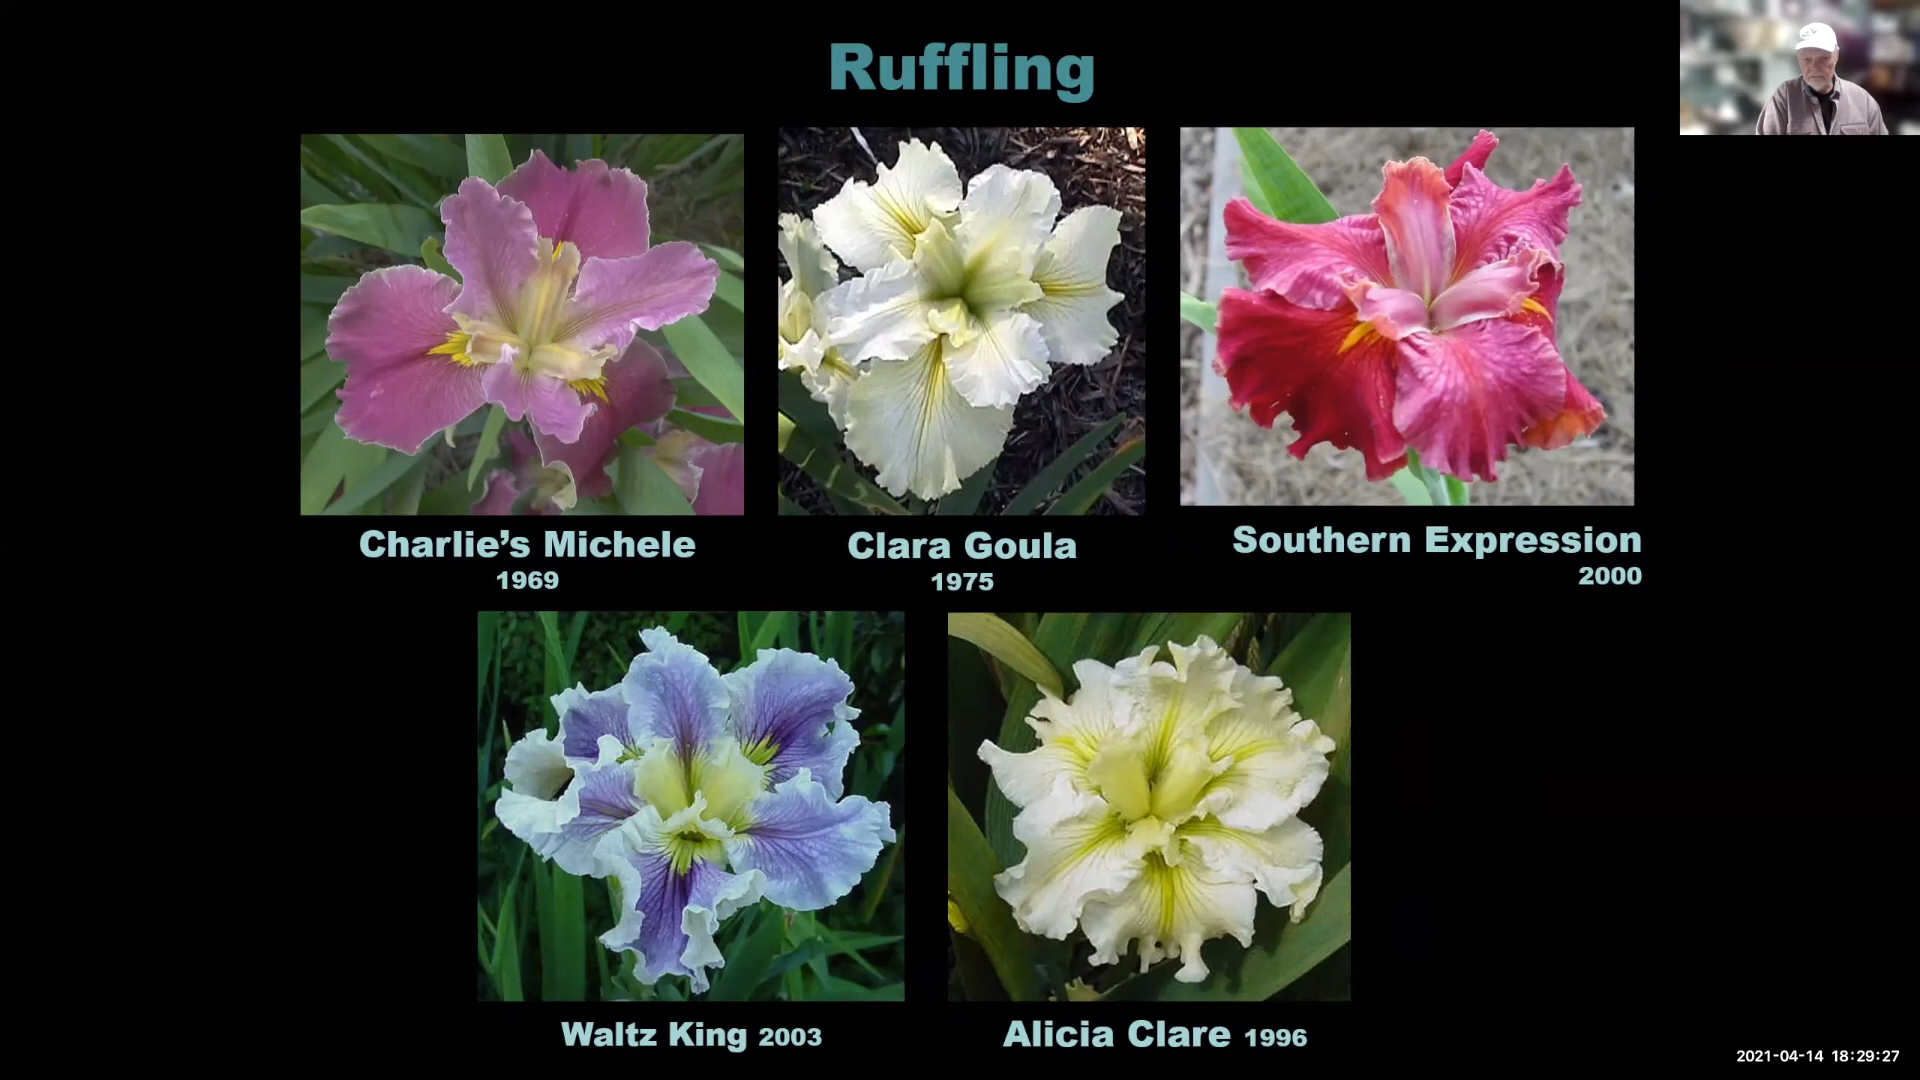 Ruffling
Charlie's Michele
1969
Clara Goula
1975
Southern Expression
2000
Waltz King 2003
Alicia Clare 1996
2021-04-14 18:29:27